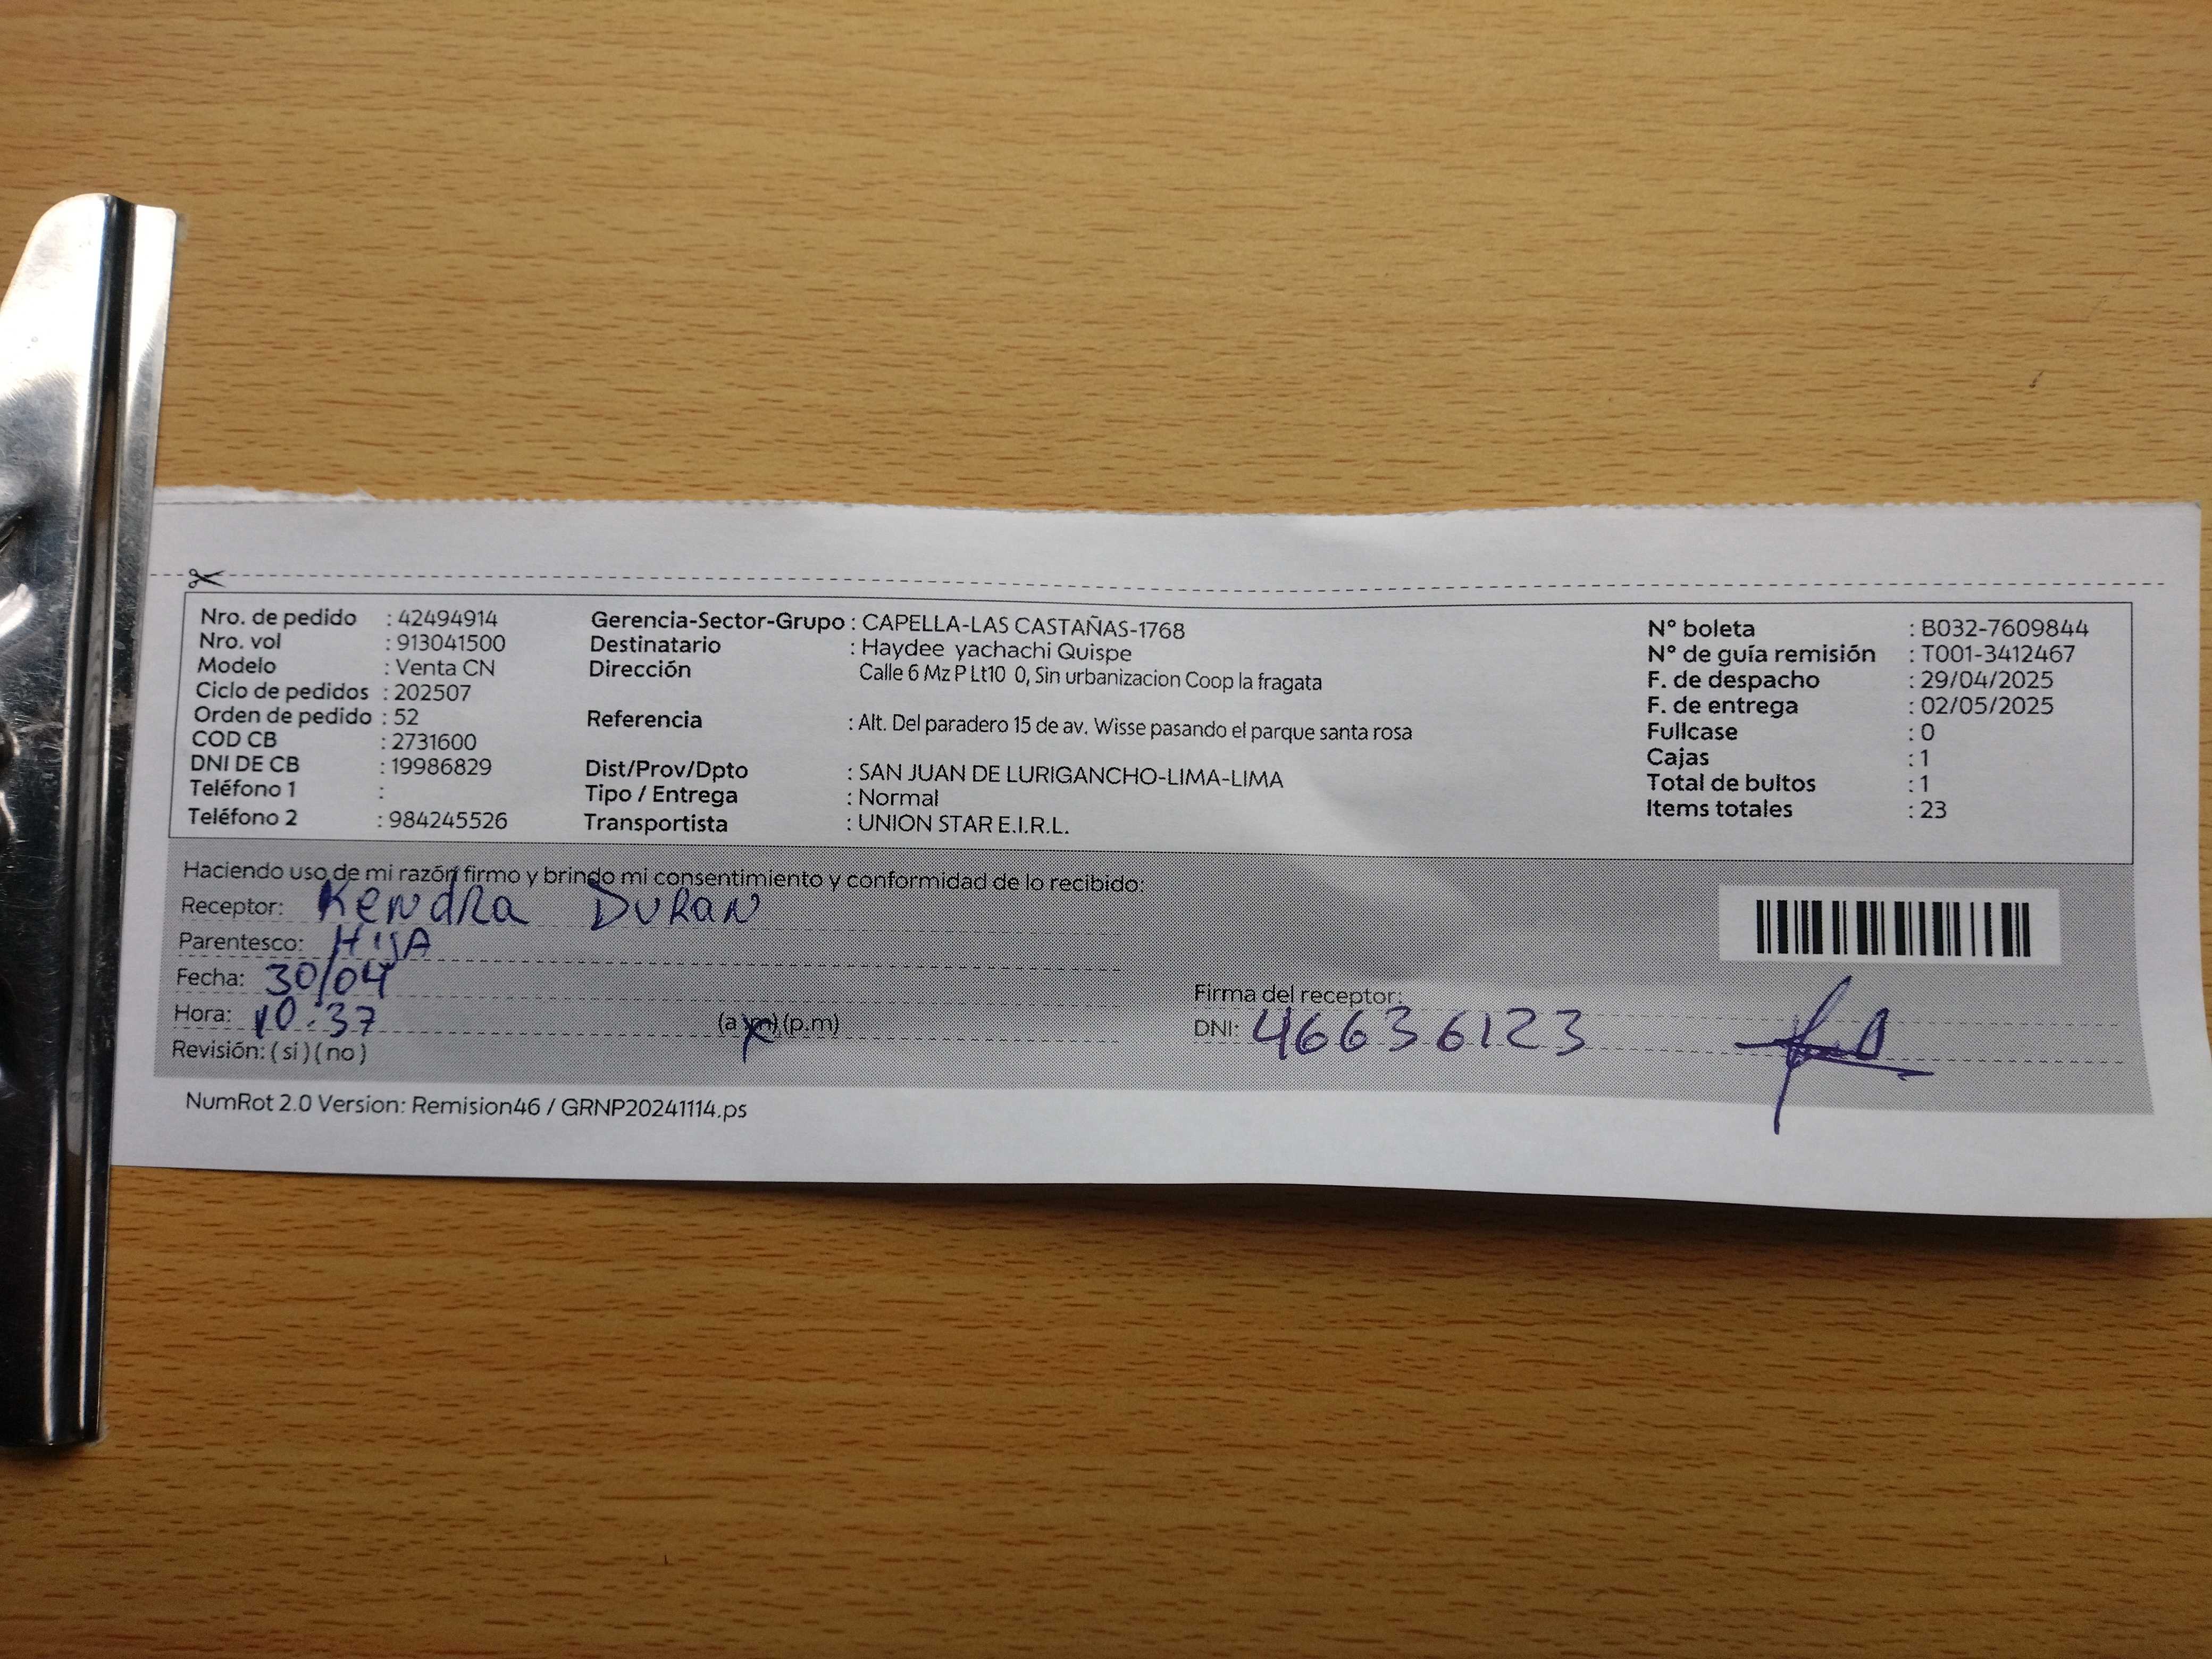 Nro. de pedido : 42494914
Nro. vol : 913041500
Modelo : Venta CN
Ciclo de pedidos : 202507
Orden de pedido : 52
COD CB : 2731600
DNI DE CB : 19986829
Teléfono 1 :
Teléfono 2 : 984245526
Gerencia-Sector-Grupo : CAPELLA-LAS CASTAÑAS-1768
Destinatario : Haydee yachachi Quispe
Dirección Calle 6 Mz P Lt10 0, Sin urbanizacion Coop la fragata
Referencia : Alt. Del paradero 15 de av. Wisse pasando el parque santa rosa
Dist/Prov/Dpto : SAN JUAN DE LURIGANCHO-LIMA-LIMA
Tipo / Entrega : Normal
Transportista : UNION STAR E.I.R.L.
N° boleta : B032-7609844
N° de guía remisión : T001-3412467
F. de despacho : 29/04/2025
F. de entrega : 02/05/2025
Fullcase : 0
Cajas : 1
Total de bultos : 1
Items totales : 23
Haciendo uso de mi razón firmo y brindo mi consentimiento y conformidad de lo recibido:
Receptor: Kendra Duran
Parentesco: HijA
Fecha: 30/04
Hora: 10:37 (a.m) (p.m)
Revisión: ( si ) ( no )
Firma del receptor:
DNI: 46636123
NumRot 2.0 Version: Remision46 / GRNP20241114.ps